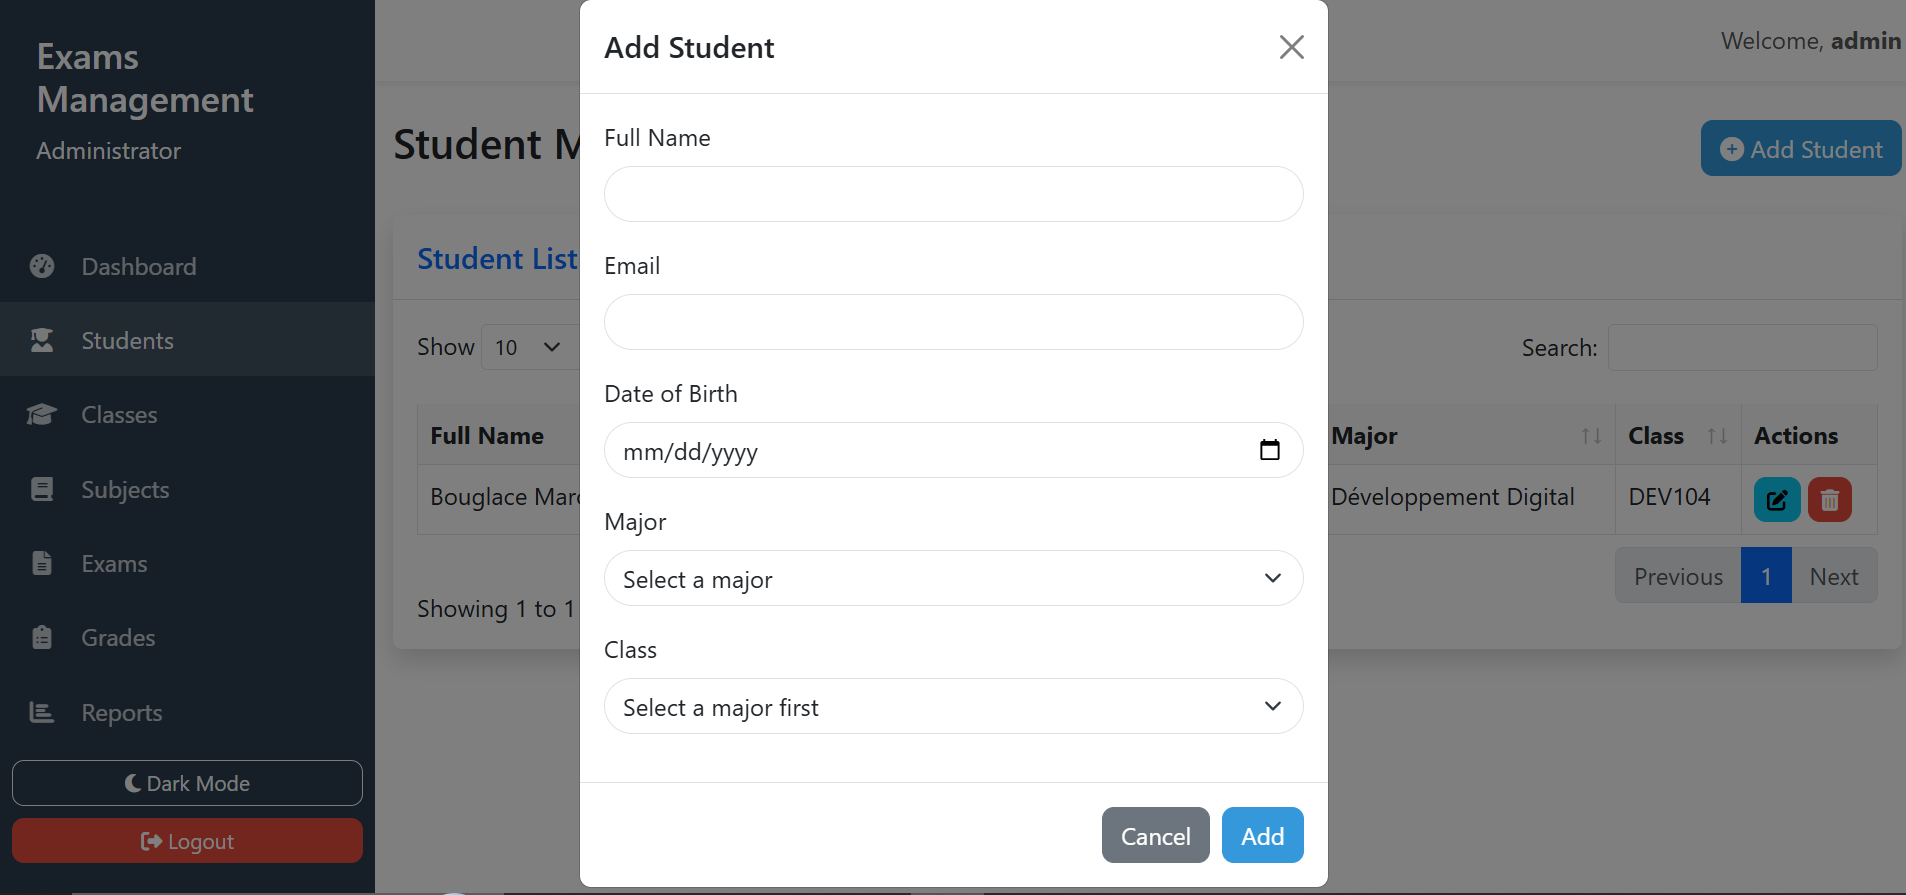 Exams
Management
Administrator
Dashboard
Students
Classes
Subjects
Exams
Grades
Reports
Dark Mode
Logout
Welcome, admin
Student M
Add Student
Student List
Show 10
Search:
Full Name
Major
Class
Actions
Bouglace Mar
Développement Digital
DEV104
Showing 1 to 1
Previous
1
Next
Add Student
Full Name
Email
Date of Birth
mm/dd/yyyy
Major
Select a major
Class
Select a major first
Cancel
Add